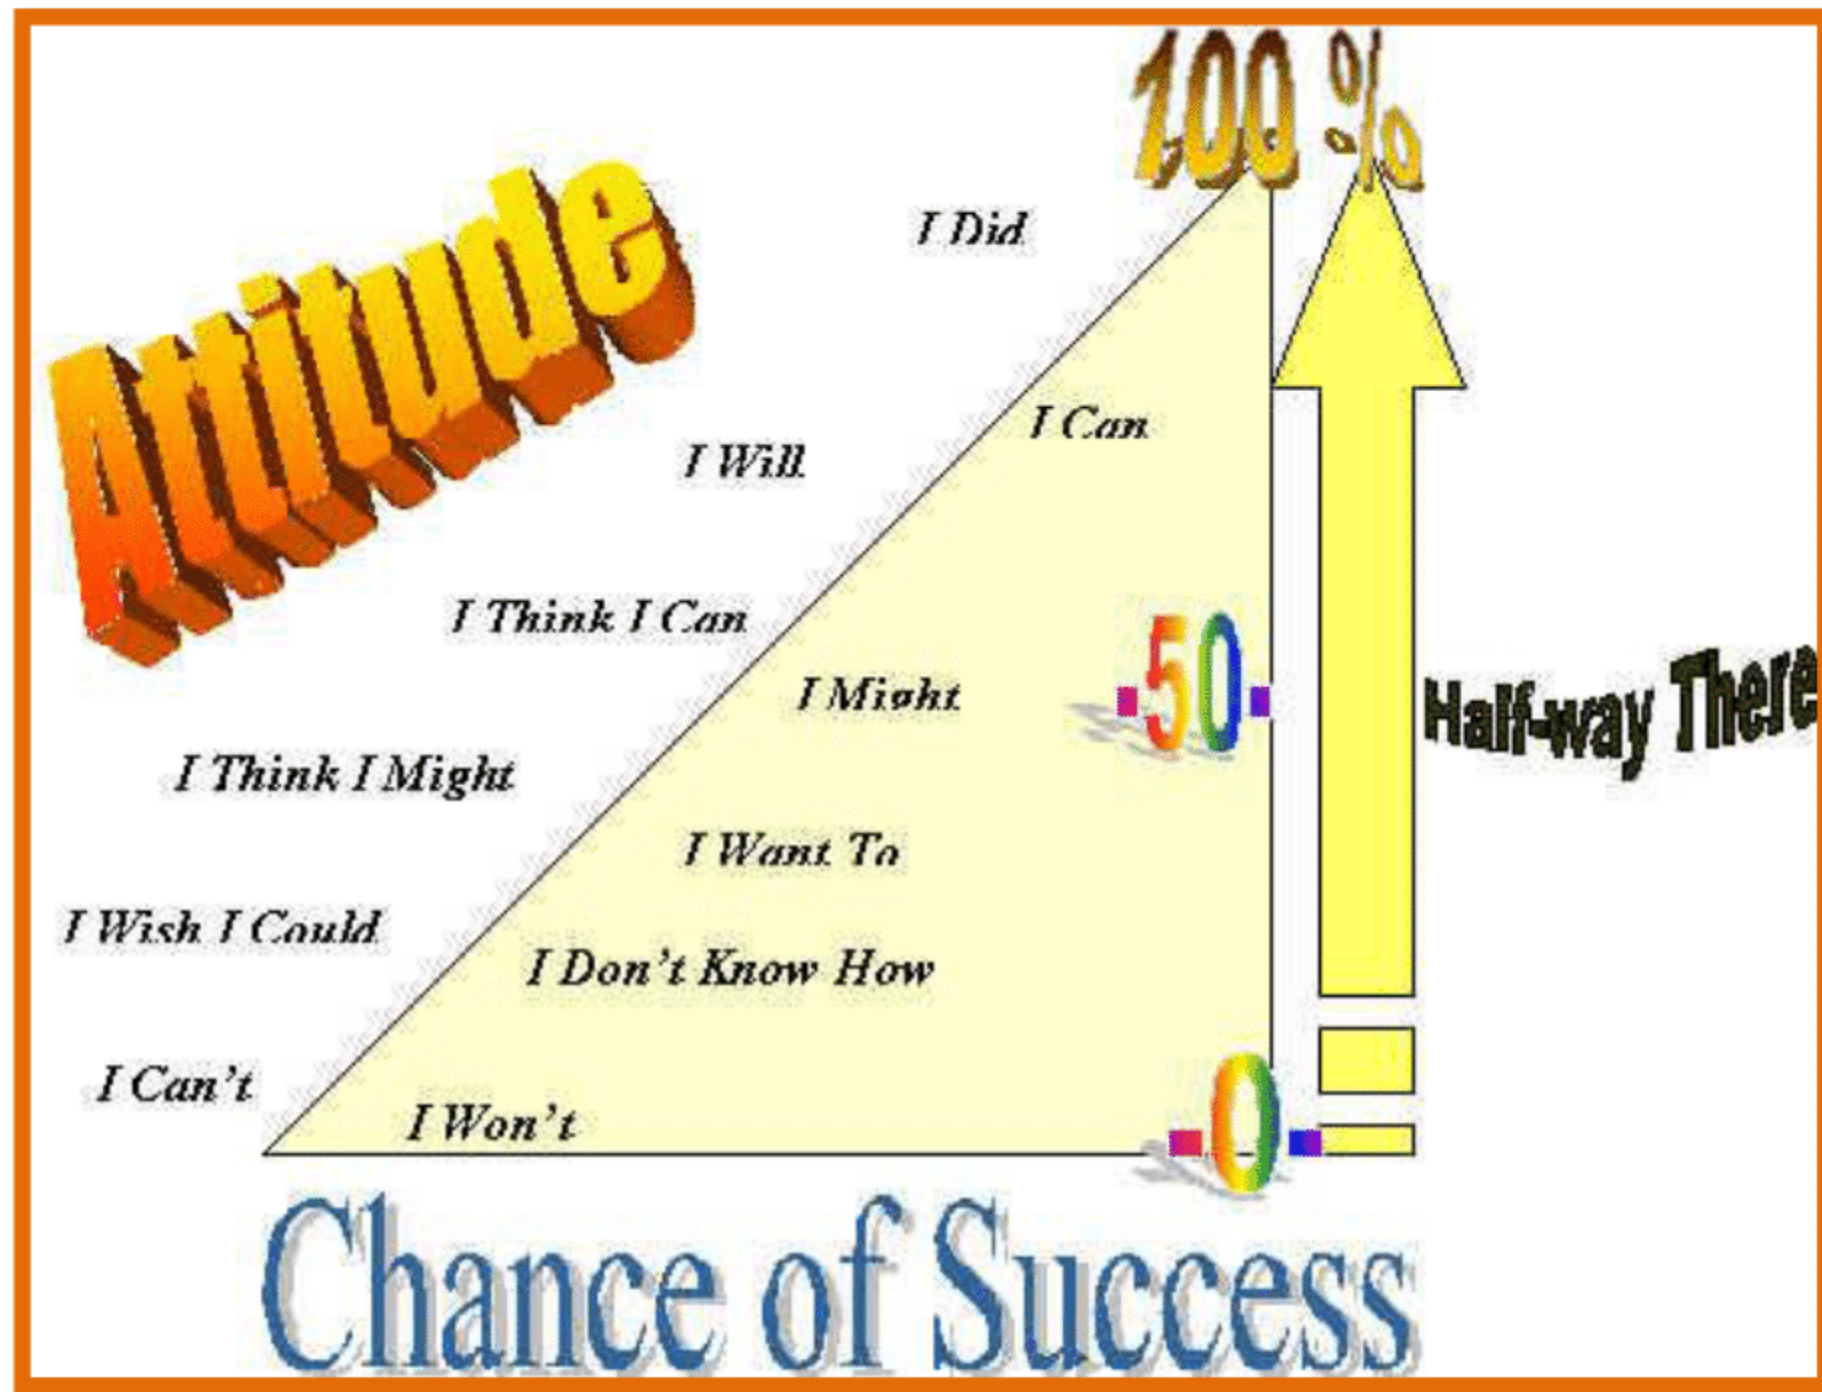 100 %
Attitude
I Did
I Can
I Will
I Think I Can
I Might
-50-
Half-way There
I Think I Might
I Want To
I Wish I Could
I Don't Know How
I Can't
I Won't
-0-
Chance of Success